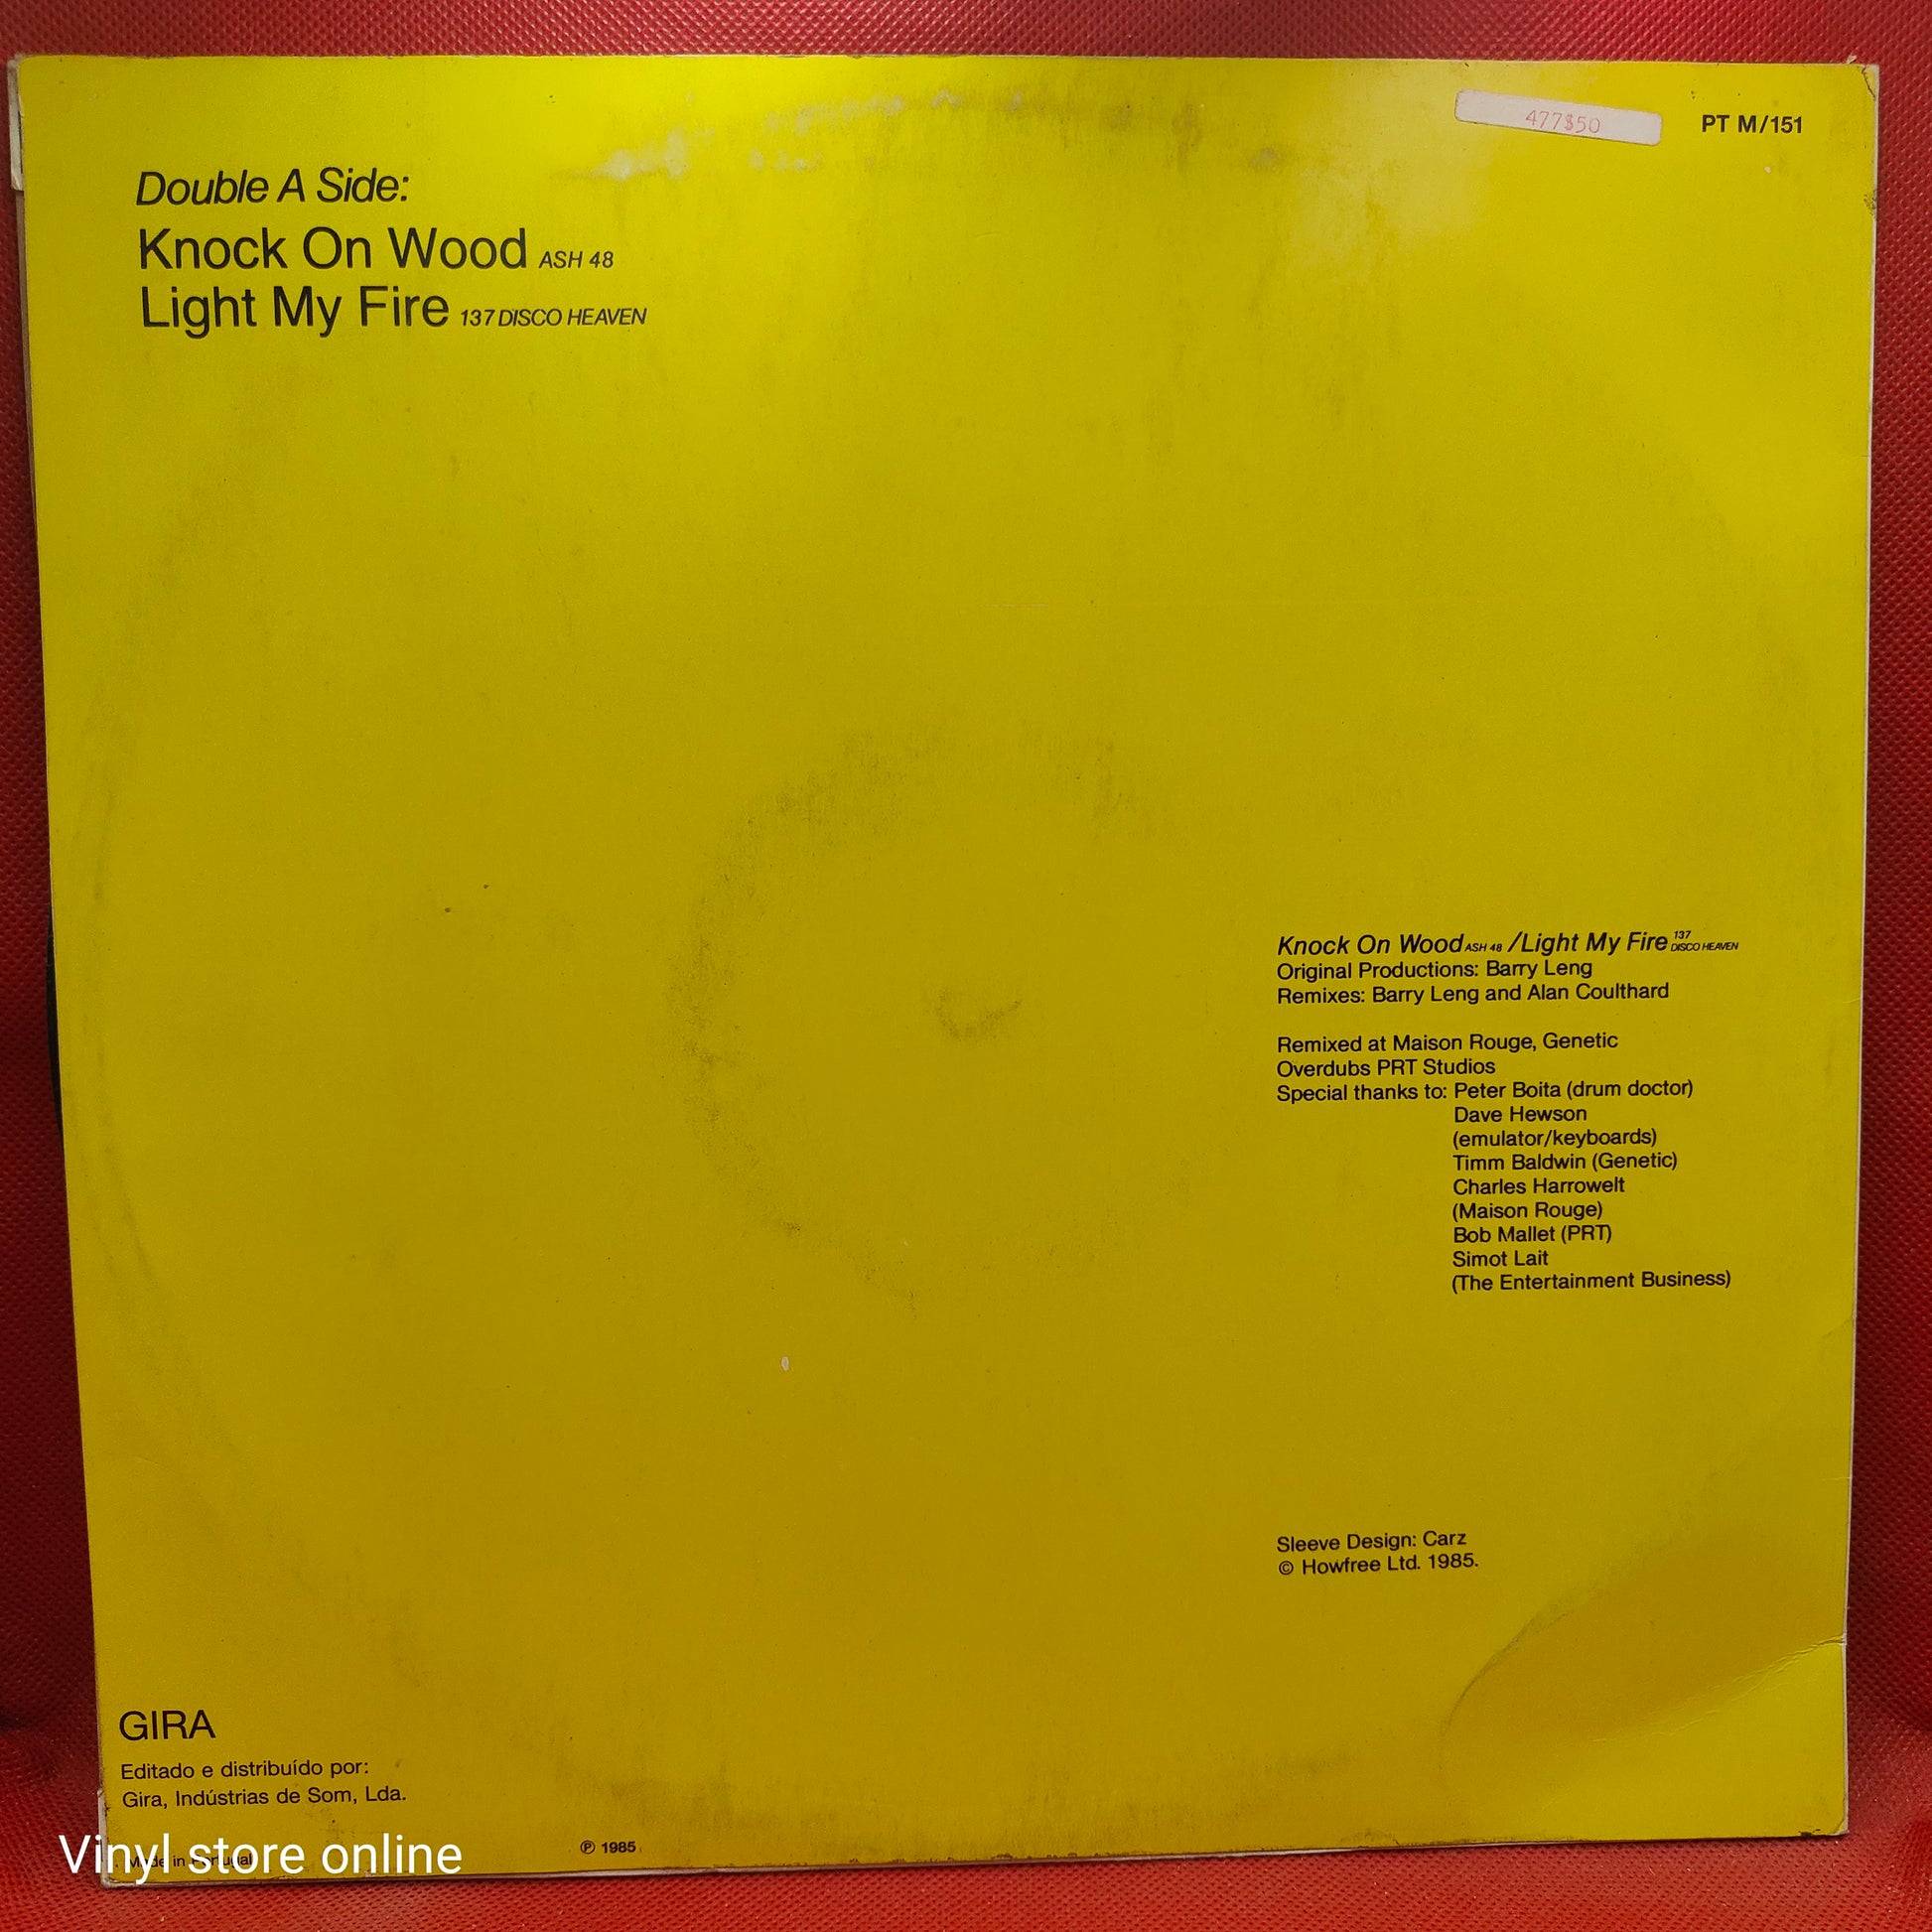 477$50
PT M/151
Double A Side:
Knock On Wood ASH 48
Light My Fire 137 DISCO HEAVEN
Knock On Wood ASH 48 /Light My Fire 137 DISCO HEAVEN
Original Productions: Barry Leng
Remixes: Barry Leng and Alan Coulthard
Remixed at Maison Rouge, Genetic
Overdubs PRT Studios
Special thanks to: Peter Boita (drum doctor)
Dave Hewson
(emulator/keyboards)
Timm Baldwin (Genetic)
Charles Harrowelt
(Maison Rouge)
Bob Mallet (PRT)
Simot Lait
(The Entertainment Business)
Sleeve Design: Carz
© Howfree Ltd. 1985.
GIRA
Editado e distribuído por:
Gira, Indústrias de Som, Lda.
℗ 1985
Made in Portugal
Vinyl store online